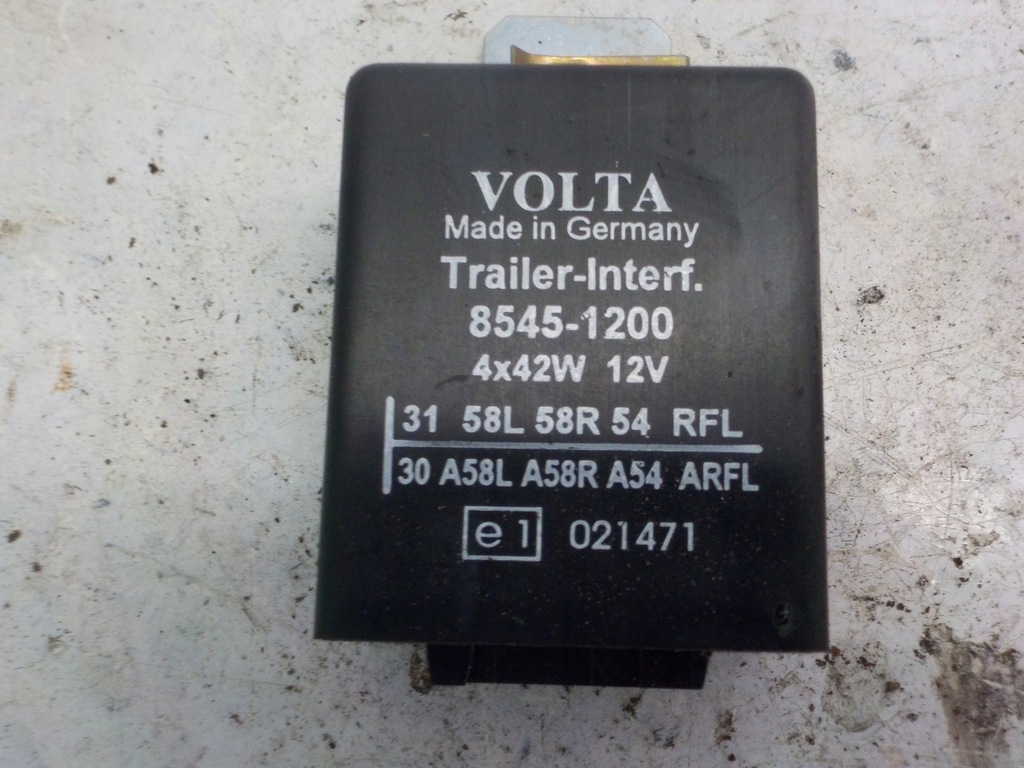 VOLTA
Made in Germany
Trailer-Interf.
8545-1200
4x42W 12V
31 58L 58R 54 RFL
30 A58L A58R A54 ARFL
e1 021471